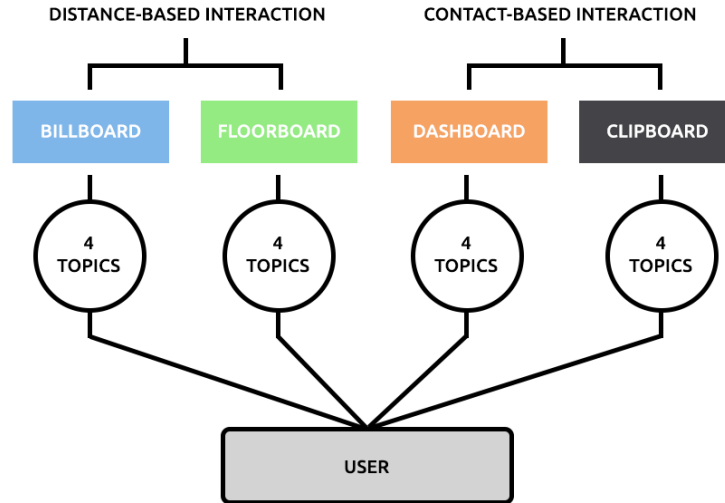 DISTANCE-BASED INTERACTION
CONTACT-BASED INTERACTION
BILLBOARD
FLOORBOARD
DASHBOARD
CLIPBOARD
4
TOPICS
4
TOPICS
4
TOPICS
4
TOPICS
USER